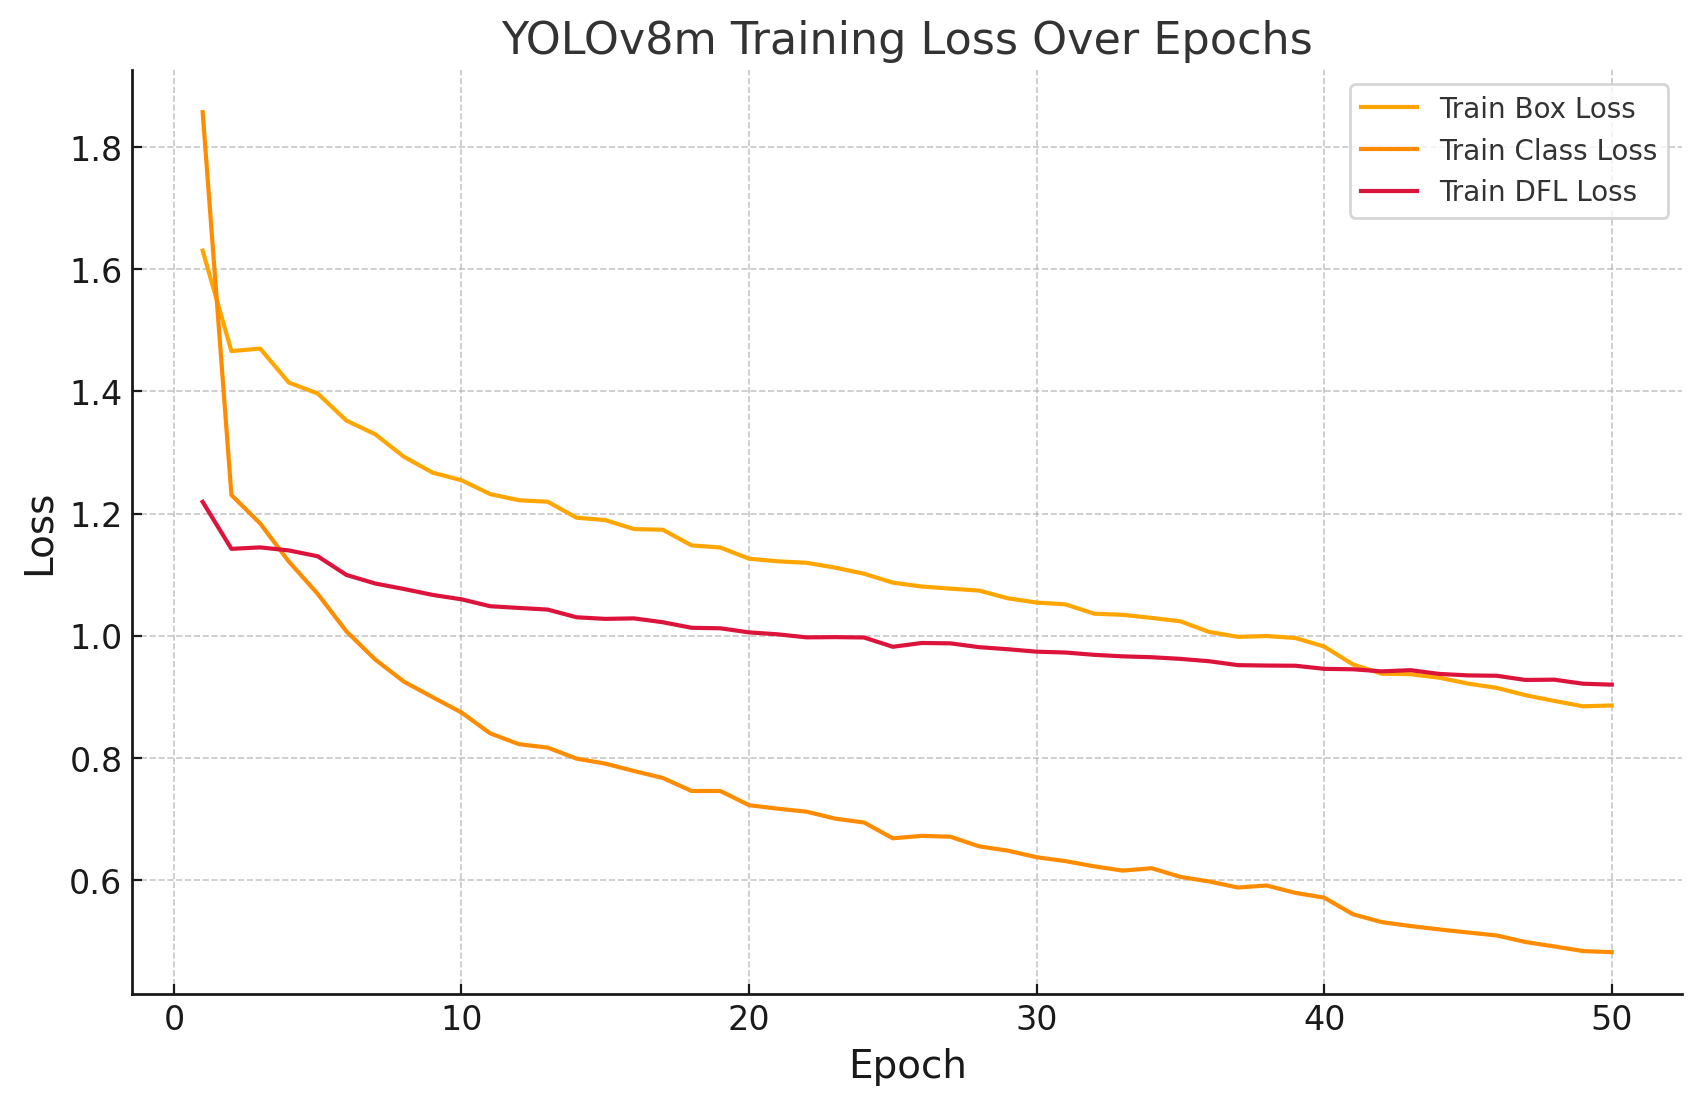 YOLOv8m Training Loss Over Epochs
Train Box Loss
Train Class Loss
Train DFL Loss
Loss
1.8
1.6
1.4
1.2
1.0
0.8
0.6
0 10 20 30 40 50
Epoch